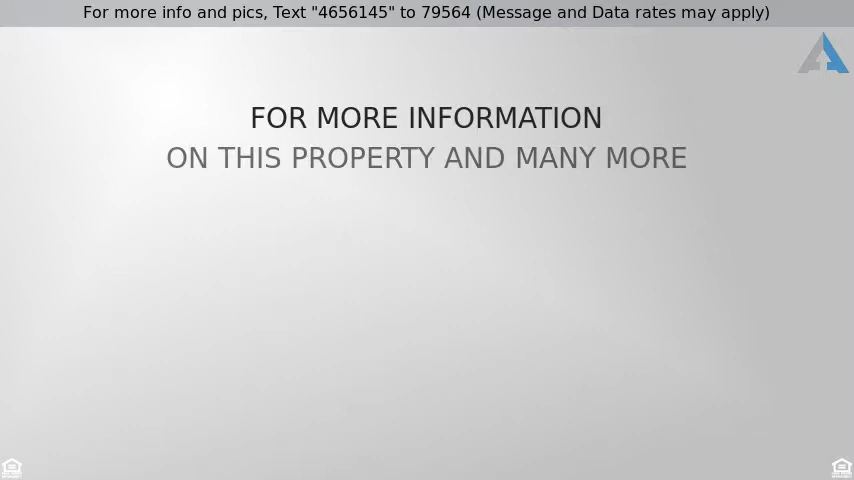 For more info and pics, Text "4656145" to 79564 (Message and Data rates may apply)
FOR MORE INFORMATION
ON THIS PROPERTY AND MANY MORE